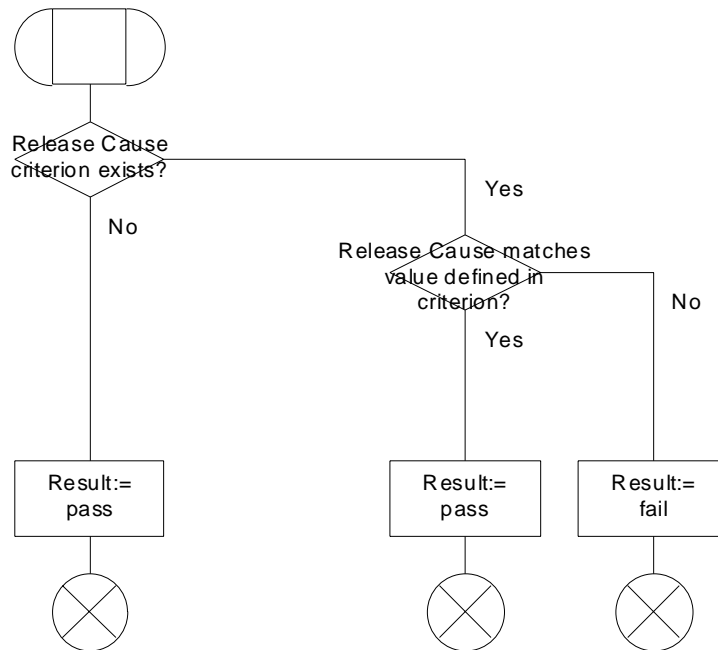 Release Cause
criterion exists?
Yes
No
Release Cause matches
value defined in
criterion?
No
Yes
Result:=
pass
Result:=
pass
Result:=
fail